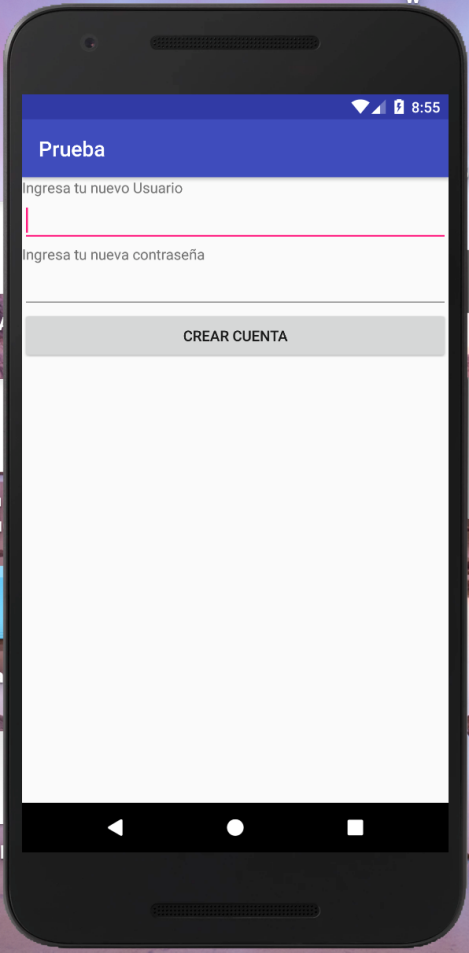 8:55
Prueba
Ingresa tu nuevo Usuario
Ingresa tu nueva contraseña
CREAR CUENTA